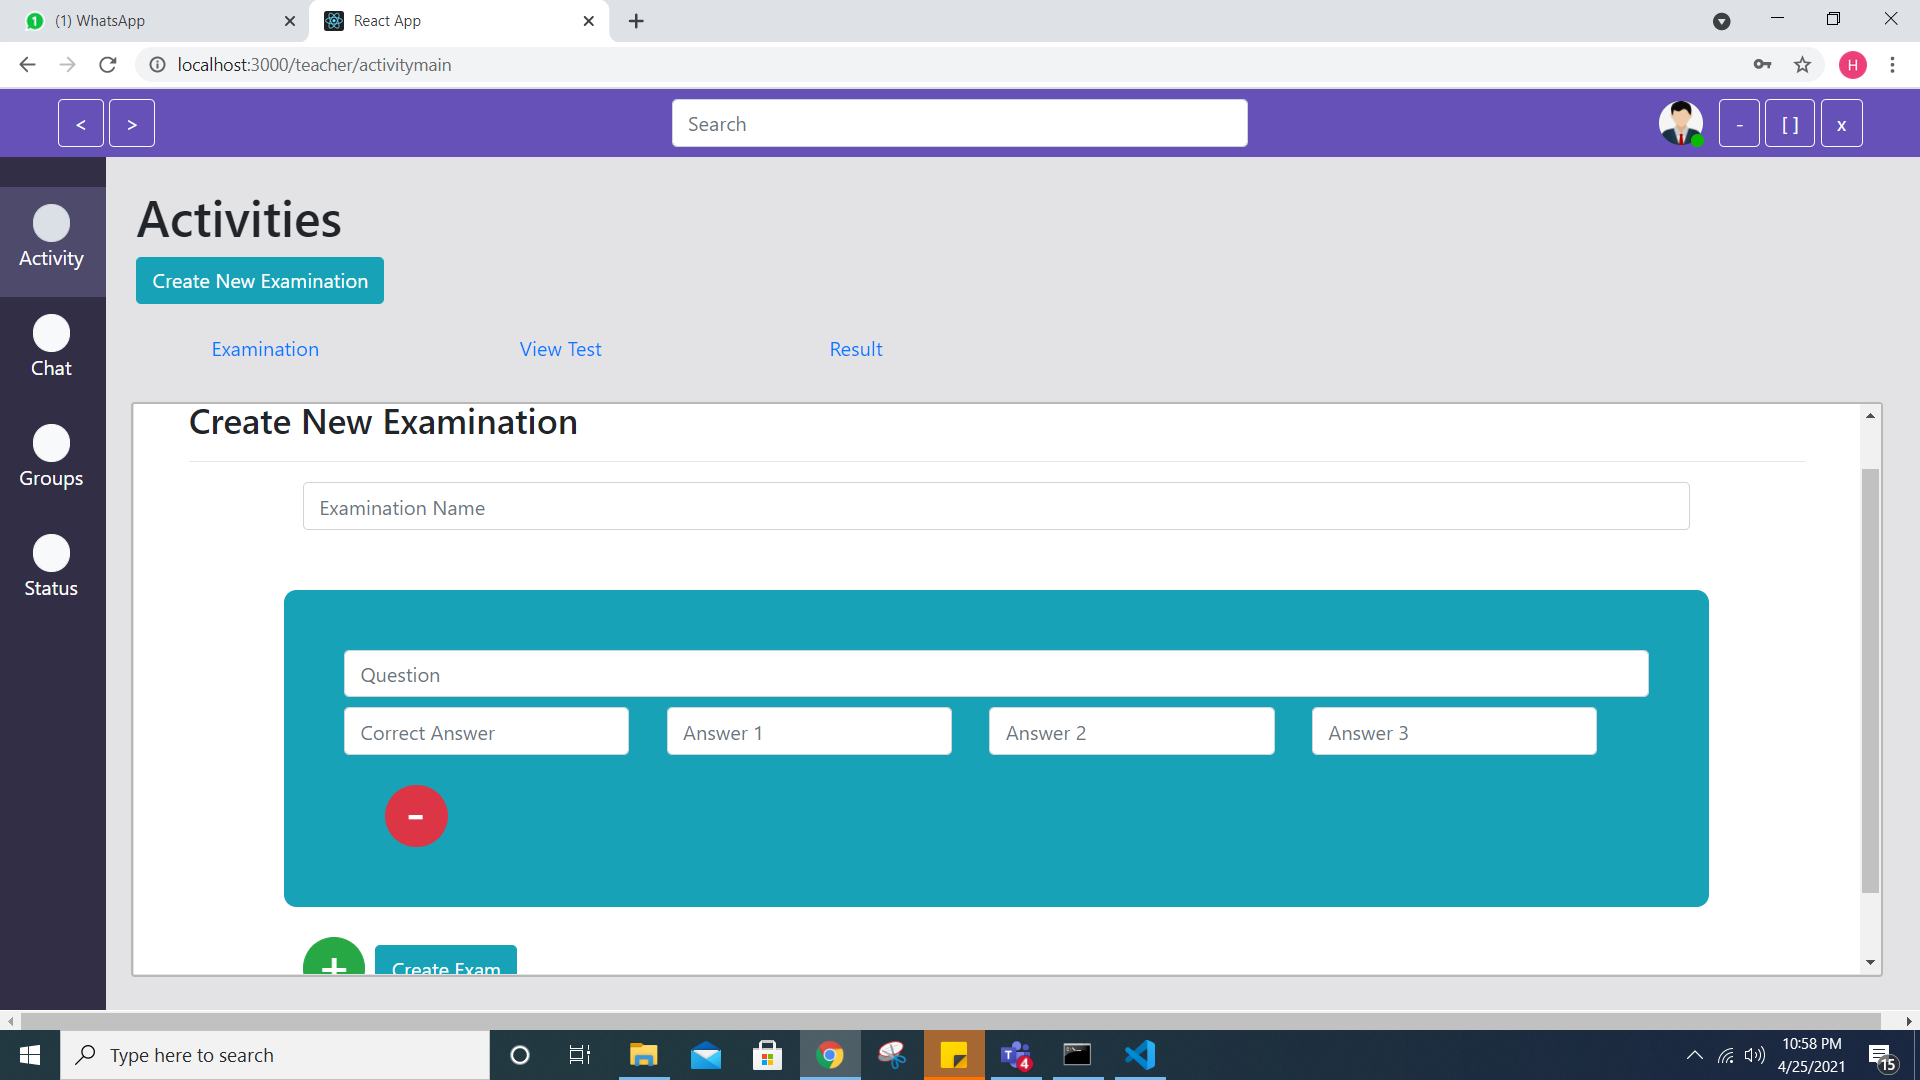 (1) WhatsApp
React App
localhost:3000/teacher/activitymain
H
< >
Search
- [ ] x
Activities
Activity
Create New Examination
Examination View Test Result
Chat
Create New Examination
Groups
Examination Name
Status
Question
Correct Answer Answer 1 Answer 2 Answer 3
-
+ Create Exam
Type here to search
4
10:58 PM
4/25/2021
15